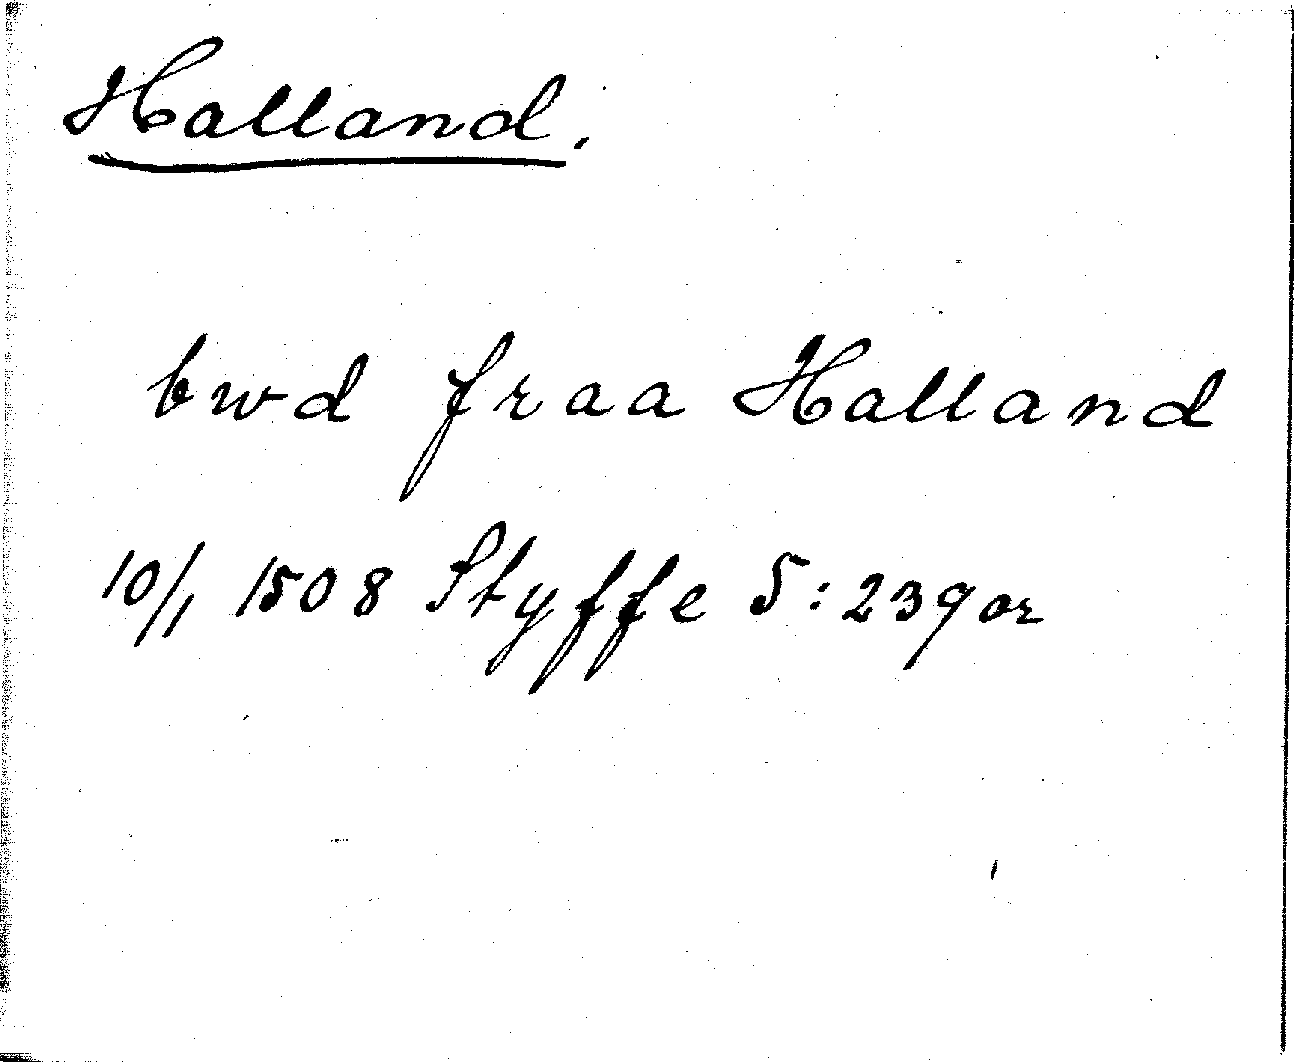 Halland.
bwd fraa Halland
10/1 1508 Styffe 5:239 or